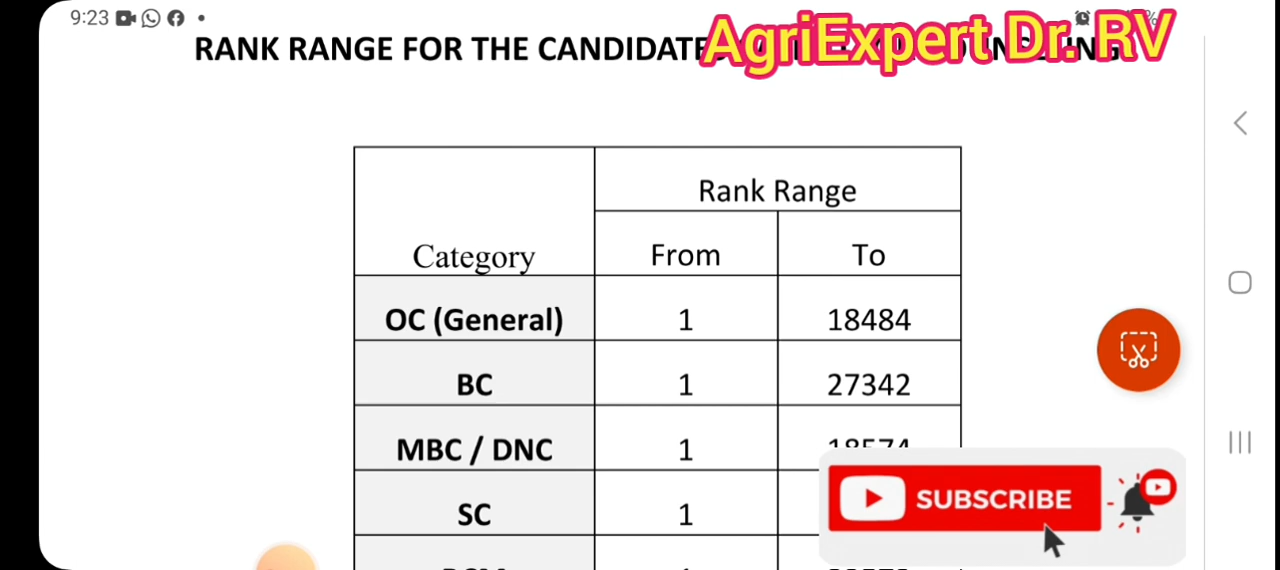 9:23
AgriExpert Dr. RV
RANK RANGE FOR THE CANDIDATE
Rank Range
Category
From
To
OC (General)
1
18484
BC
1
27342
MBC / DNC
1
18574
SC
1
SUBSCRIBE